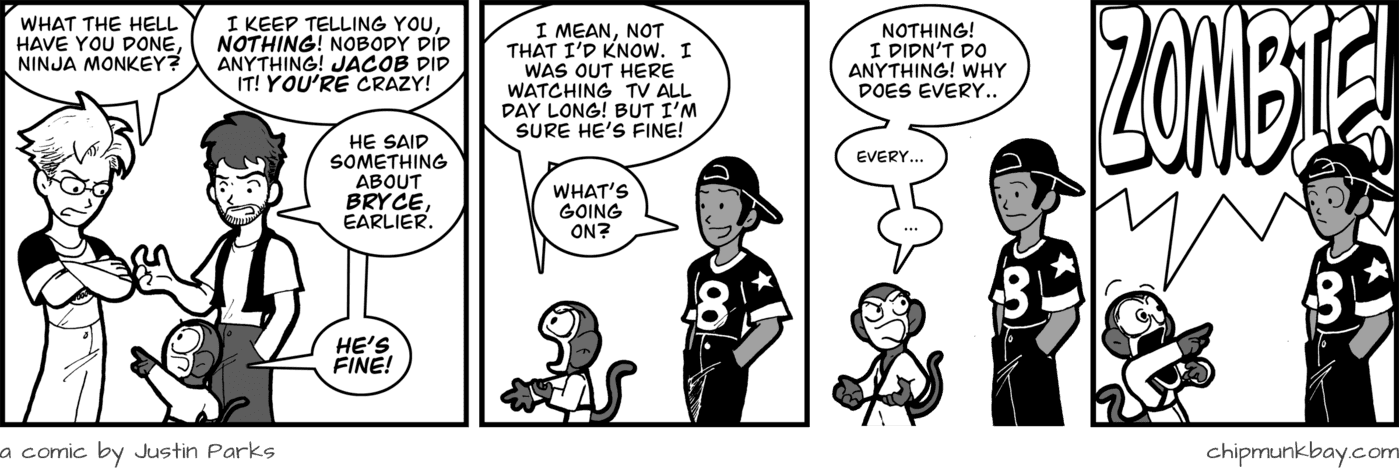 WHAT THE HELL
HAVE YOU DONE,
NINJA MONKEY?
I KEEP TELLING YOU,
NOTHING! NOBODY DID
ANYTHING! JACOB DID
IT! YOU'RE CRAZY!
HE SAID
SOMETHING
ABOUT
BRYCE,
EARLIER.
HE'S
FINE!
I MEAN, NOT
THAT I'D KNOW. I
WAS OUT HERE
WATCHING TV ALL
DAY LONG! BUT I'M
SURE HE'S FINE!
WHAT'S
GOING
ON?
8
NOTHING!
I DIDN'T DO
ANYTHING! WHY
DOES EVERY..
EVERY...
...
8
ZOMBIE!
8
a comic by Justin Parks
chipmunkbay.com